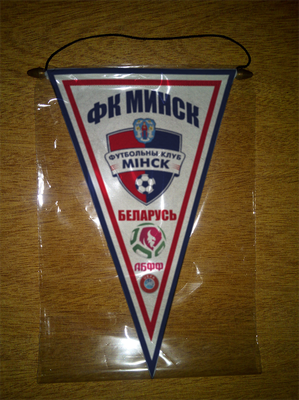 ФК МИНСК
ФУТБОЛЬНЫ КЛУБ
МІНСК
БЕЛАРУСЬ
АБФФ